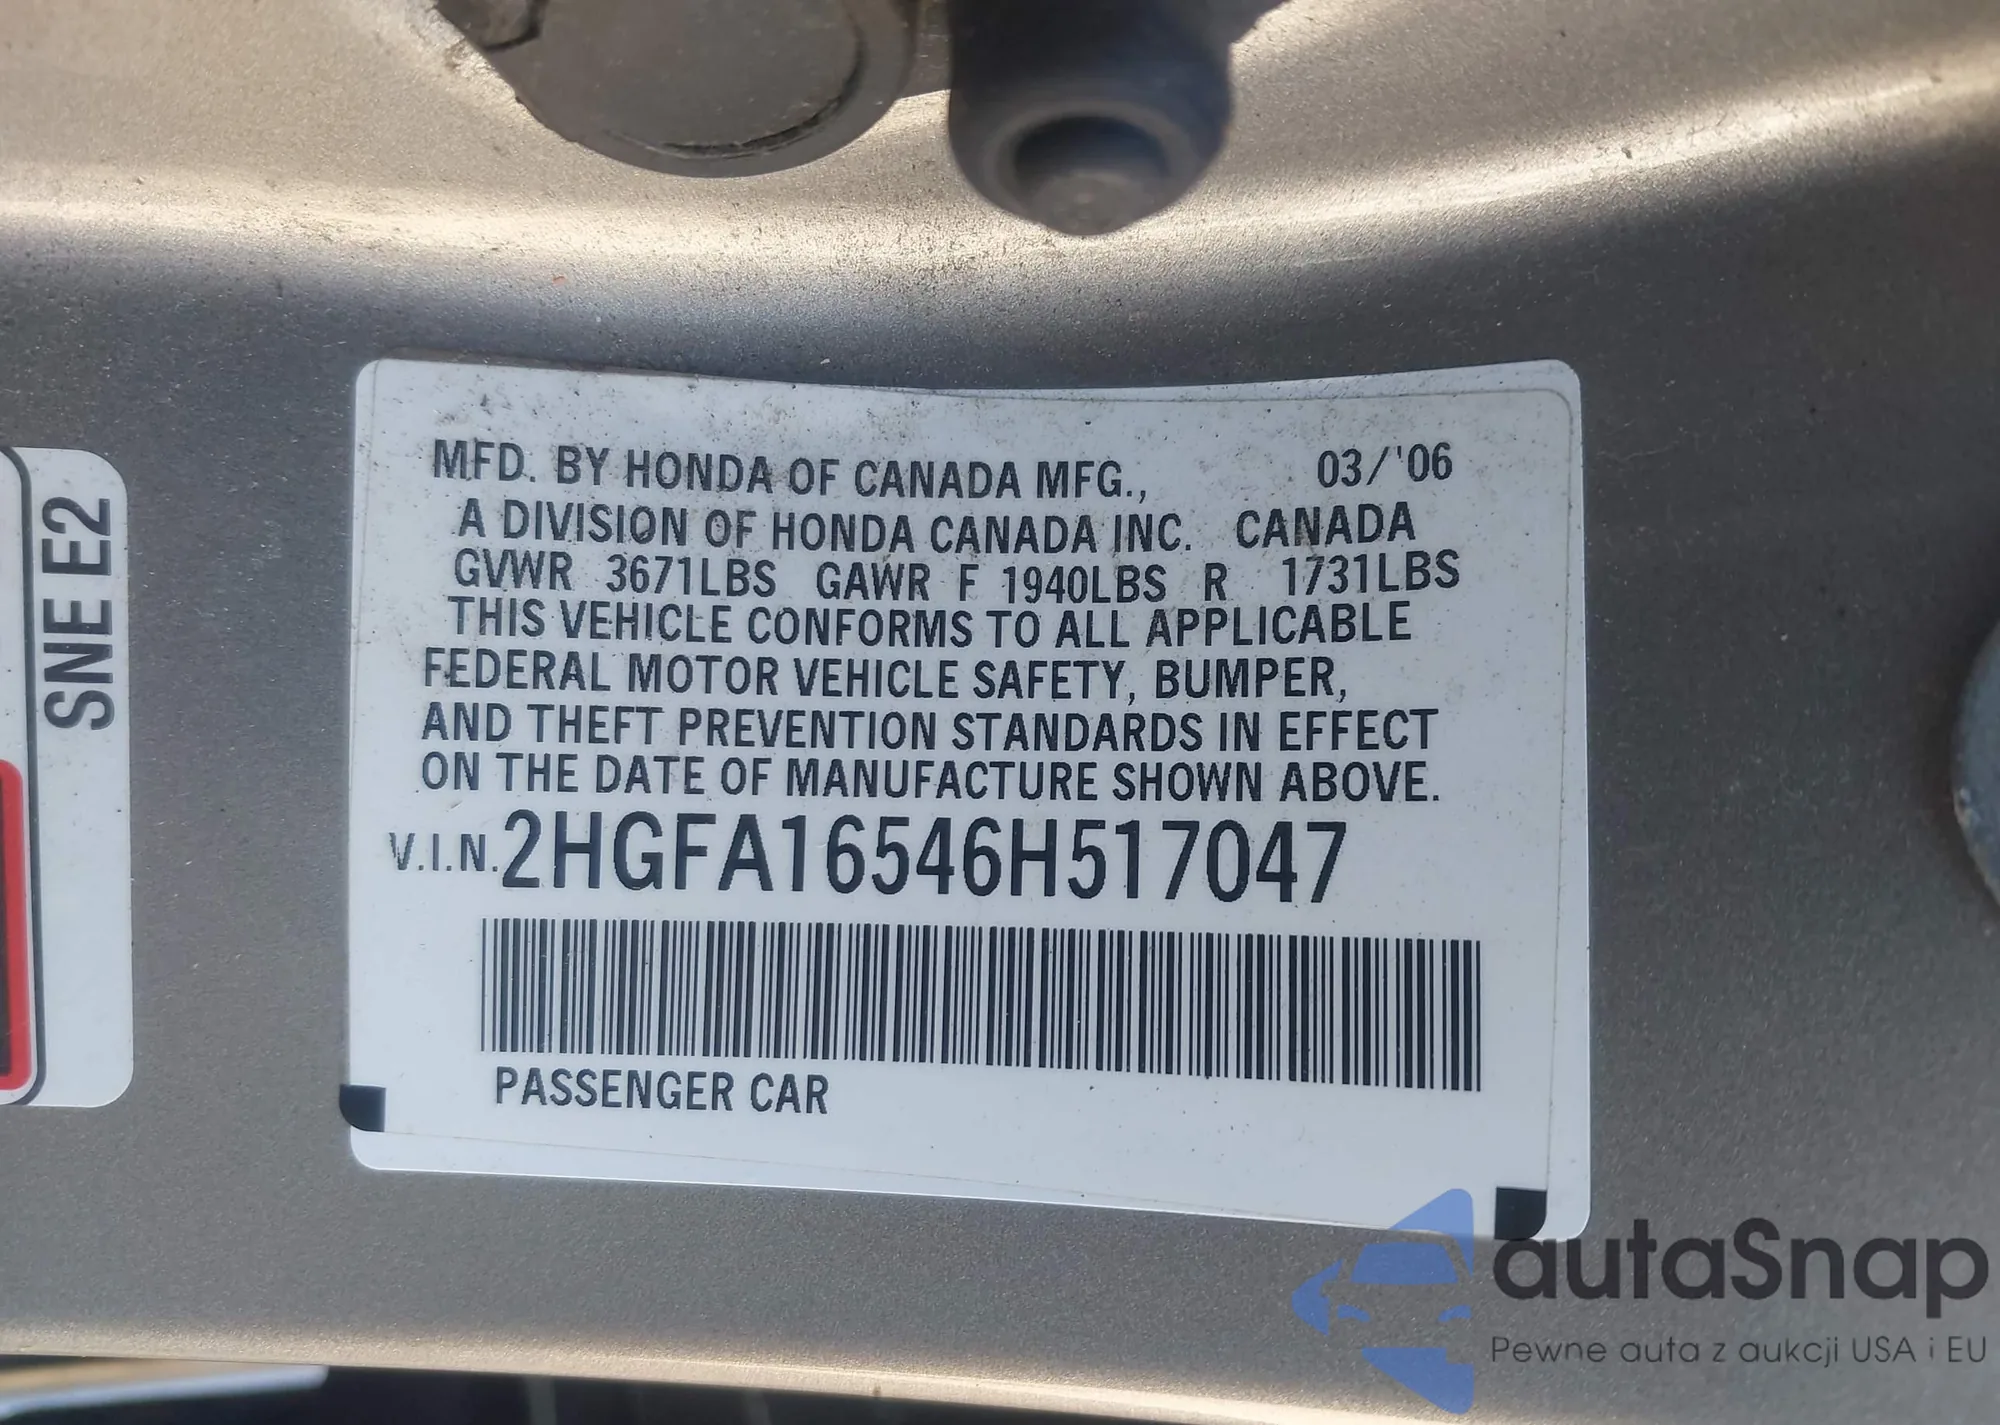 SNE E2
MFD. BY HONDA OF CANADA MFG., 03/'06
A DIVISION OF HONDA CANADA INC. CANADA
GVWR 3671LBS GAWR F 1940LBS R 1731LBS
THIS VEHICLE CONFORMS TO ALL APPLICABLE
FEDERAL MOTOR VEHICLE SAFETY, BUMPER,
AND THEFT PREVENTION STANDARDS IN EFFECT
ON THE DATE OF MANUFACTURE SHOWN ABOVE.
V.I.N. 2HGFA16546H517047
PASSENGER CAR
autaSnap
Pewne auta z aukcji USA i EU